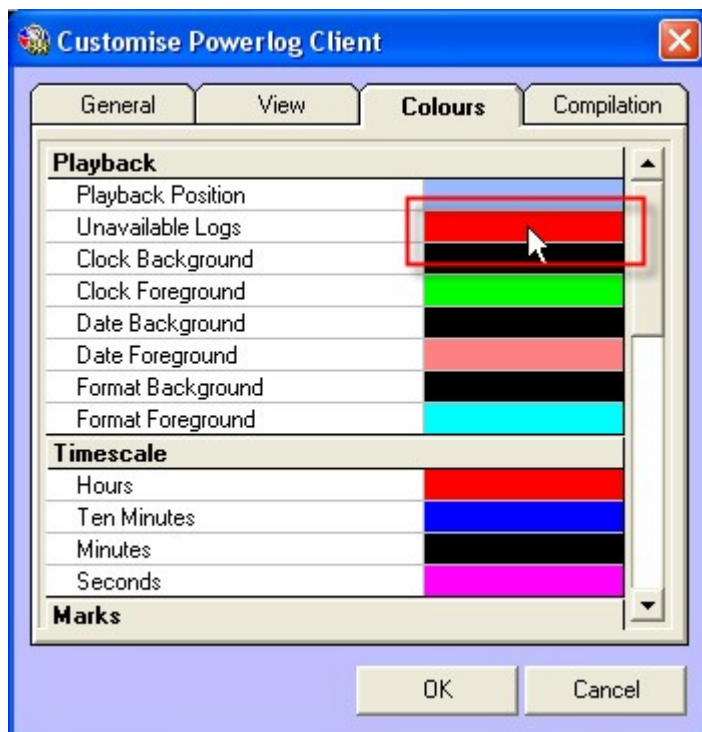 Customise Powerlog Client
General View Colours Compilation
Playback
Playback Position
Unavailable Logs
Clock Background
Clock Foreground
Date Background
Date Foreground
Format Background
Format Foreground
Timescale
Hours
Ten Minutes
Minutes
Seconds
Marks
OK Cancel